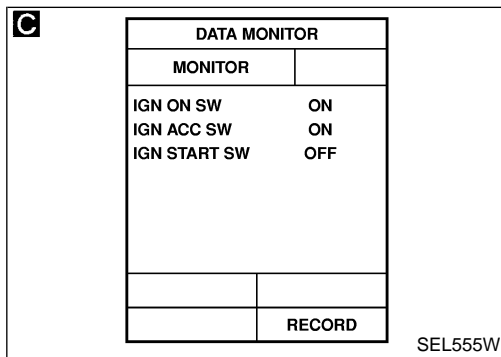 C
DATA MONITOR
MONITOR
IGN ON SW ON
IGN ACC SW ON
IGN START SW OFF
RECORD
SEL555W